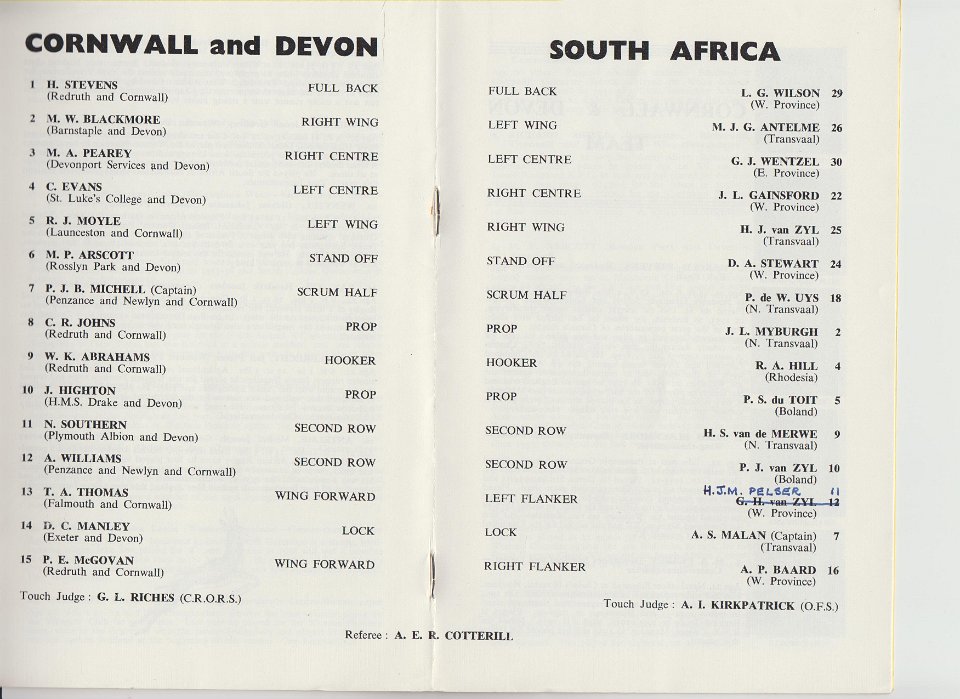 CORNWALL and DEVON
1 H. STEVENS FULL BACK
(Redruth and Cornwall)
2 M. W. BLACKMORE RIGHT WING
(Barnstaple and Devon)
3 M. A. PEAREY RIGHT CENTRE
(Devonport Services and Devon)
4 C. EVANS LEFT CENTRE
(St. Luke's College and Devon)
5 R. J. MOYLE LEFT WING
(Launceston and Cornwall)
6 M. P. ARSCOTT STAND OFF
(Rosslyn Park and Devon)
7 P. J. B. MICHELL (Captain) SCRUM HALF
(Penzance and Newlyn and Cornwall)
8 C. R. JOHNS PROP
(Redruth and Cornwall)
9 W. K. ABRAHAMS HOOKER
(Redruth and Cornwall)
10 J. HIGHTON PROP
(H.M.S. Drake and Devon)
11 N. SOUTHERN SECOND ROW
(Plymouth Albion and Devon)
12 A. WILLIAMS SECOND ROW
(Penzance and Newlyn and Cornwall)
13 T. A. THOMAS WING FORWARD
(Falmouth and Cornwall)
14 D. C. MANLEY LOCK
(Exeter and Devon)
15 P. E. McGOVAN WING FORWARD
(Redruth and Cornwall)
Touch Judge : G. L. RICHES (C.R.O.R.S.)
SOUTH AFRICA
FULL BACK L. G. WILSON 29
(W. Province)
LEFT WING M. J. G. ANTELME 26
(Transvaal)
LEFT CENTRE G. J. WENTZEL 30
(E. Province)
RIGHT CENTRE J. L. GAINSFORD 22
(W. Province)
RIGHT WING H. J. van ZYL 25
(Transvaal)
STAND OFF D. A. STEWART 24
(W. Province)
SCRUM HALF P. de W. UYS 18
(N. Transvaal)
PROP J. L. MYBURGH 2
(N. Transvaal)
HOOKER R. A. HILL 4
(Rhodesia)
PROP P. S. du TOIT 5
(Boland)
SECOND ROW H. S. van de MERWE 9
(N. Transvaal)
SECOND ROW P. J. van ZYL 10
(Boland)
H.J.M. PELSER 11
LEFT FLANKER G. H. van ZYL 12
(W. Province)
LOCK A. S. MALAN (Captain) 7
(Transvaal)
RIGHT FLANKER A. P. BAARD 16
(W. Province)
Touch Judge : A. I. KIRKPATRICK (O.F.S.)
Referee : A. E. R. COTTERILL